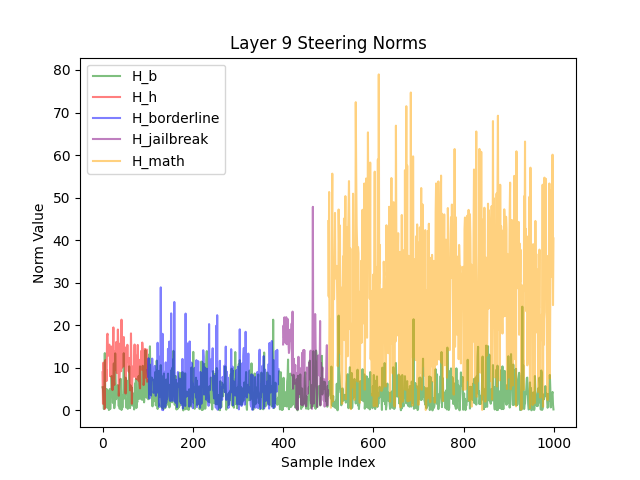 Layer 9 Steering Norms
H_b
H_h
H_borderline
H_jailbreak
H_math
Norm Value
80
70
60
50
40
30
20
10
0
0
200
400
600
800
1000
Sample Index